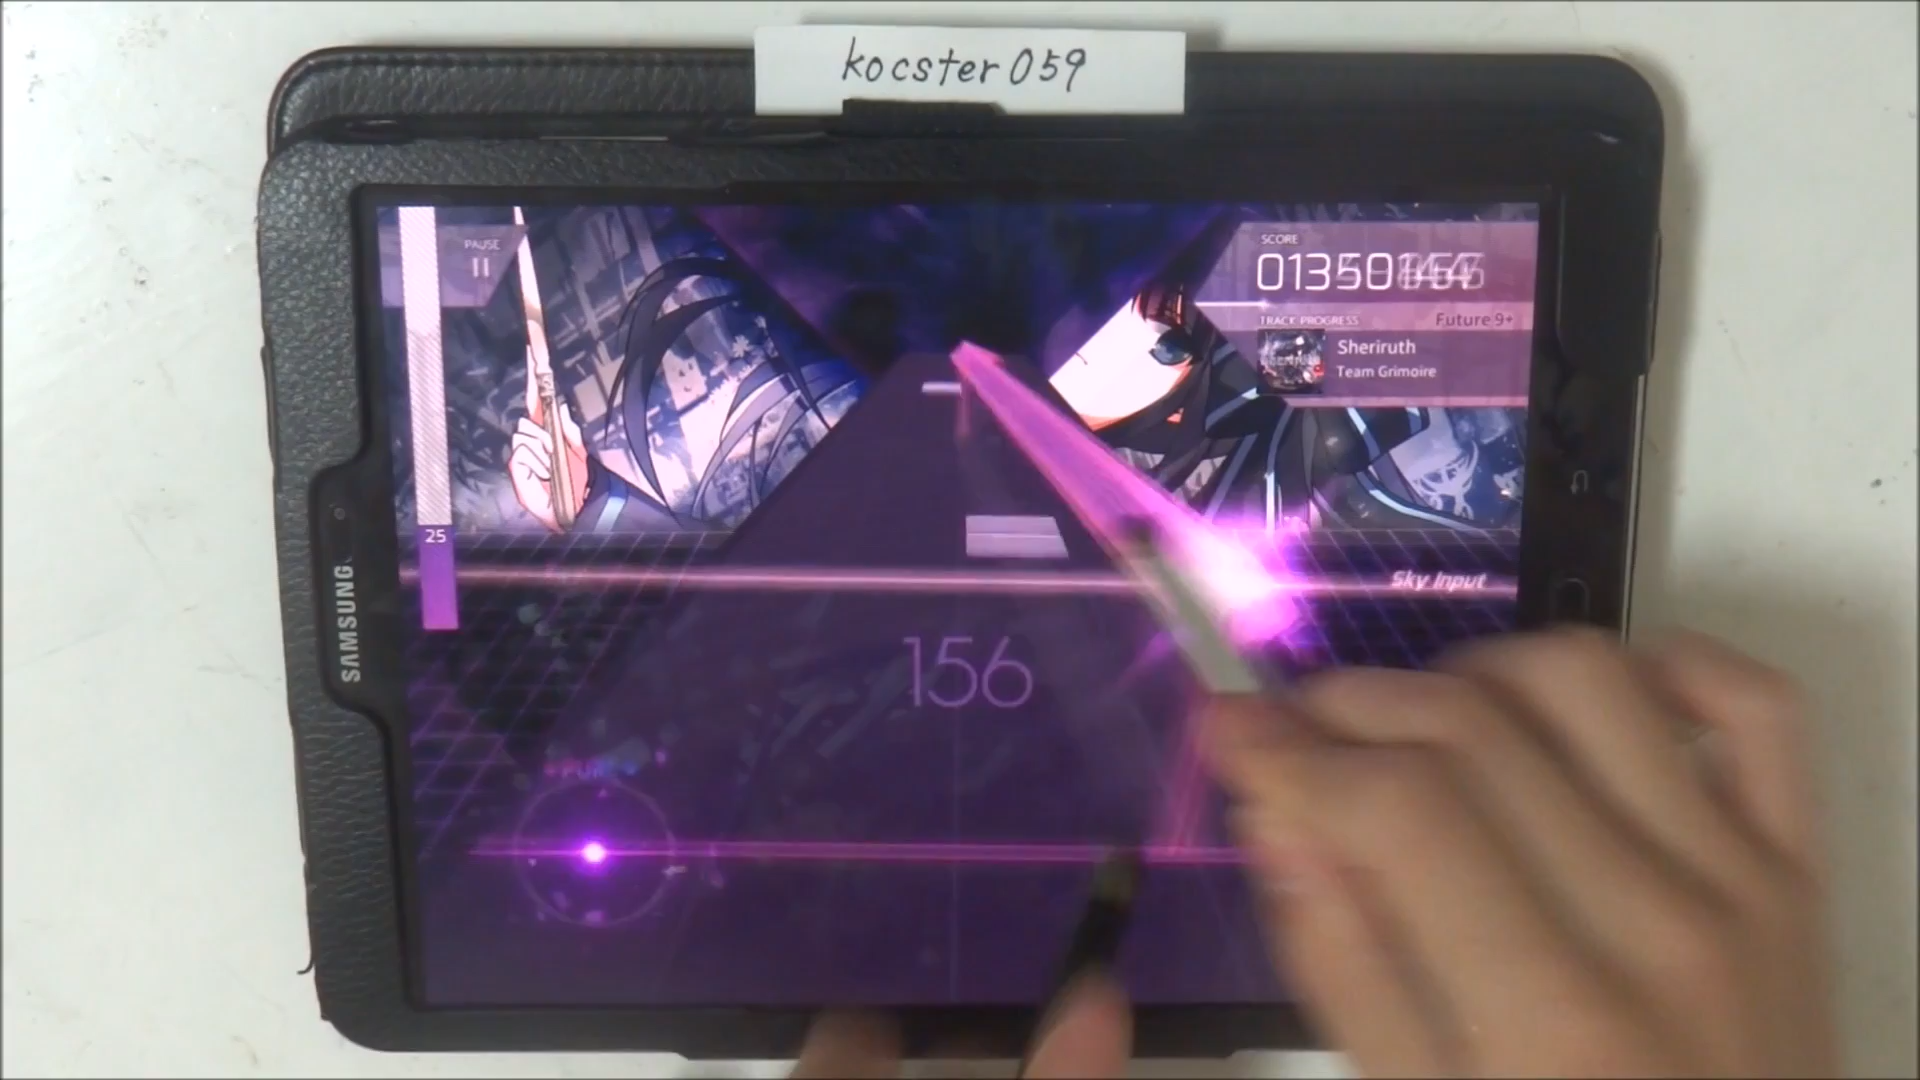 kocster059
PAUSE
SCORE
TRACK PROGRESS
Future 9+
Sheriruth
Team Grimoire
25
Sky Input
SAMSUNG
156